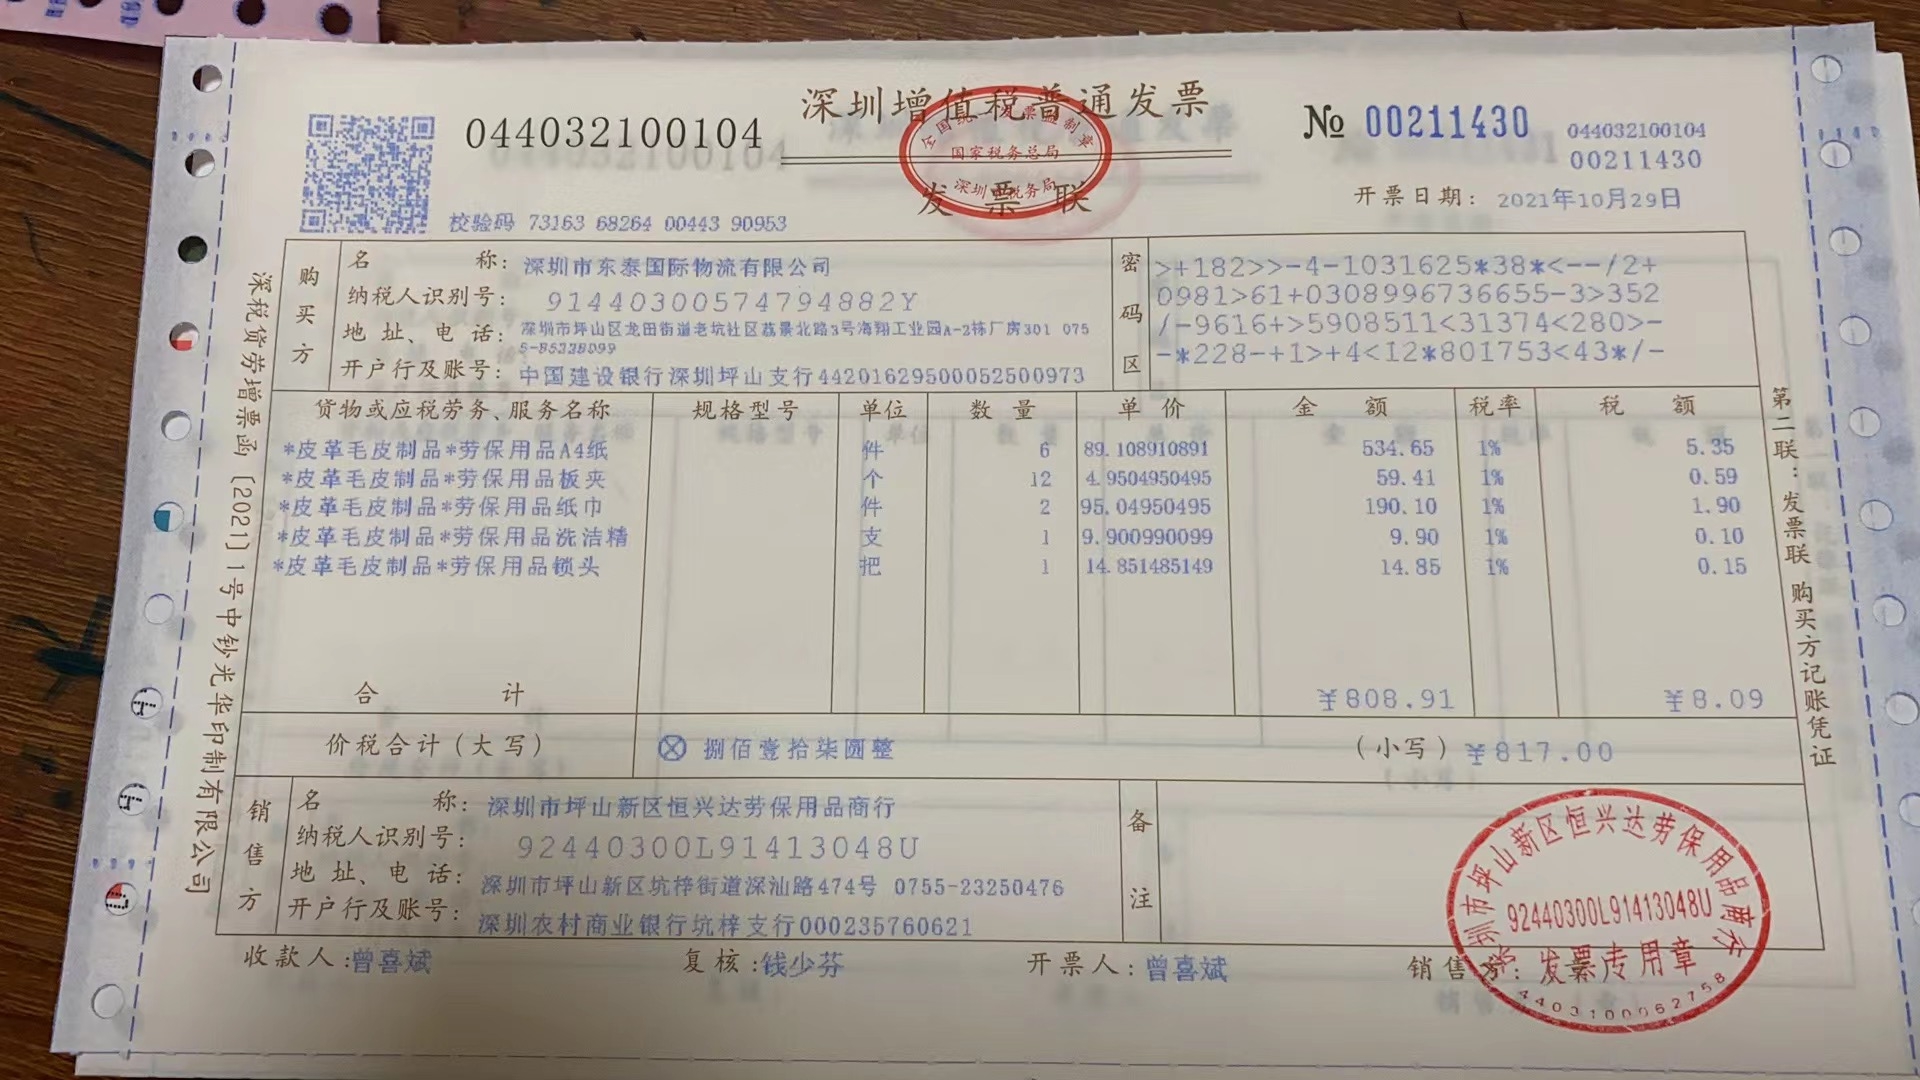 深圳增值税普通发票
发票联
全国统一发票监制章
国家税务总局
深圳 税务局
044032100104
№ 00211430
044032100104
00211430
校验码 73163 68264 00443 90953
开票日期: 2021年10月29日
购买方
名 称: 深圳市东泰国际物流有限公司
纳税人识别号: 91440300574794882Y
地 址、电 话: 深圳市坪山区龙田街道老坑社区荔景北路3号海翔工业园A-2栋厂房301 075
5-85228099
开户行及账号: 中国建设银行深圳坪山支行44201629500052500973
密码区
>+182>>-4-1031625*38*<--/2+
0981>61+0308996736655-3>352
/-9616+>5908511<31374<280>-
-*228-+1>+4<12*801753<43*/-
货物或应税劳务、服务名称 规格型号 单位 数 量 单 价 金 额 税率 税 额
*皮革毛皮制品*劳保用品A4纸 件 6 89.108910891 534.65 1% 5.35
*皮革毛皮制品*劳保用品板夹 个 12 4.9504950495 59.41 1% 0.59
*皮革毛皮制品*劳保用品纸巾 件 2 95.04950495 190.10 1% 1.90
*皮革毛皮制品*劳保用品洗洁精 支 1 9.900990099 9.90 1% 0.10
*皮革毛皮制品*劳保用品锁头 把 1 14.851485149 14.85 1% 0.15
合 计 ¥808.91 ¥8.09
价税合计(大写) ⊗ 捌佰壹拾柒圆整 (小写) ¥817.00
销售方
名 称: 深圳市坪山新区恒兴达劳保用品商行
纳税人识别号: 92440300L91413048U
地 址、电 话: 深圳市坪山新区坑梓街道深汕路474号 0755-23250476
开户行及账号: 深圳农村商业银行坑梓支行000235760621
备注
收款人:曾喜斌 复核:钱少芬 开票人:曾喜斌 销售方:
深圳市坪山新区恒兴达劳保用品商行
92440300L91413048U
发票专用章
4403100062758
深税货劳增票函〔2021〕1号中钞光华印制有限公司
第二联:发票联 购买方记账凭证